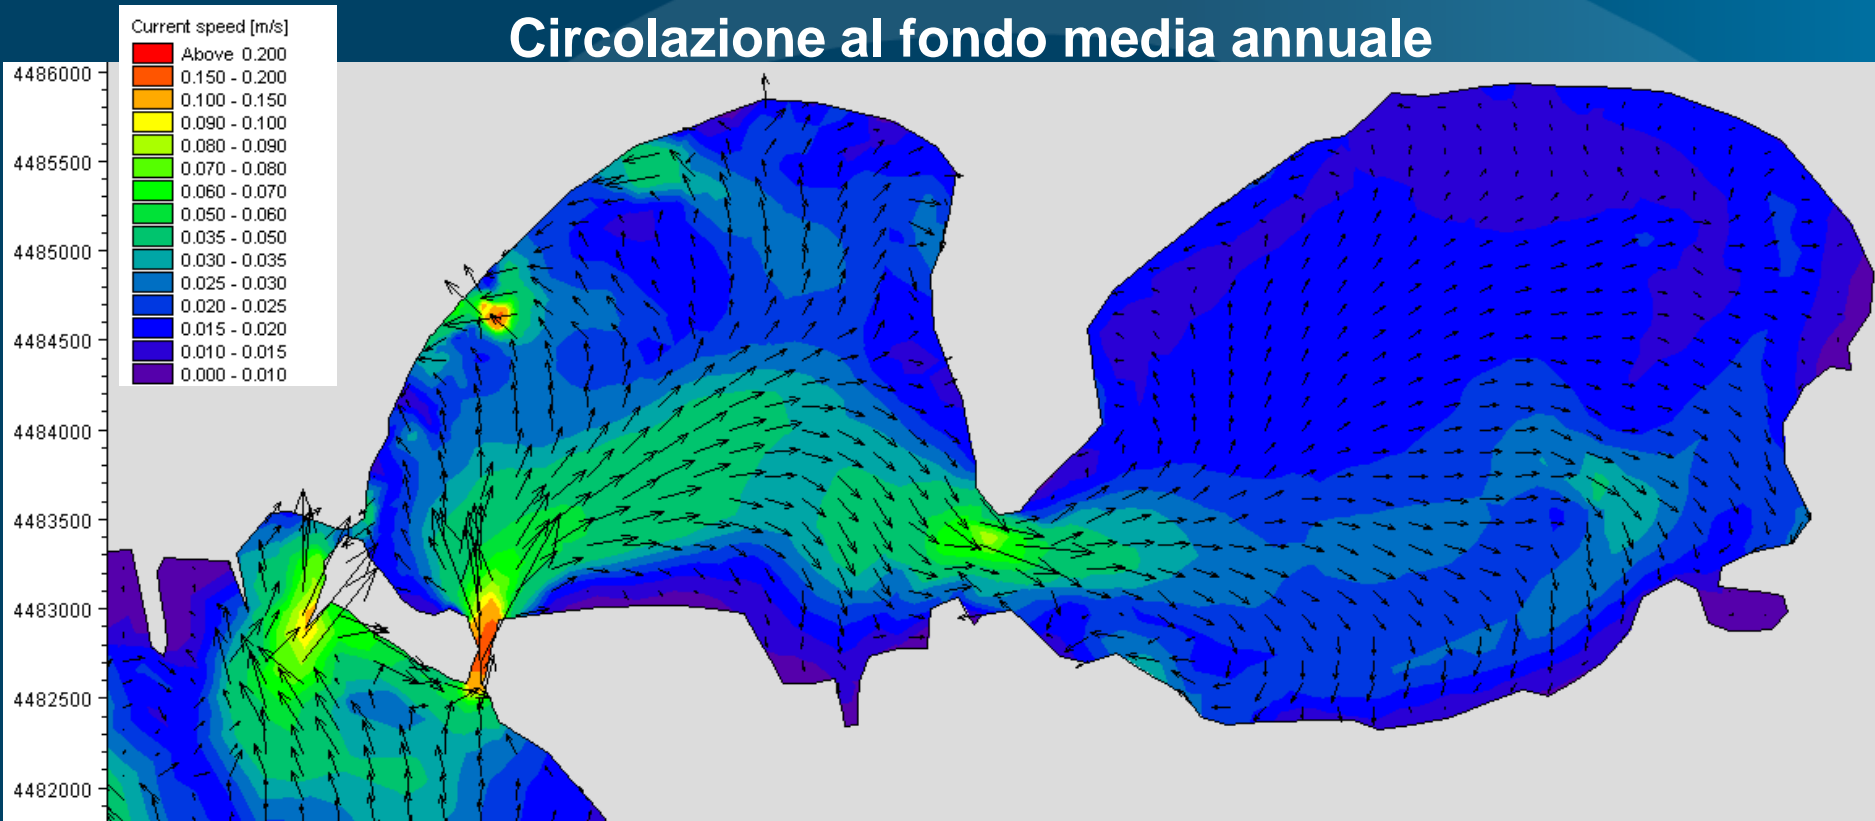 Circolazione al fondo media annuale
Current speed [m/s]
Above 0.200
0.150 - 0.200
0.100 - 0.150
0.090 - 0.100
0.080 - 0.090
0.070 - 0.080
0.060 - 0.070
0.050 - 0.060
0.035 - 0.050
0.030 - 0.035
0.025 - 0.030
0.020 - 0.025
0.015 - 0.020
0.010 - 0.015
0.000 - 0.010
4486000
4485500
4485000
4484500
4484000
4483500
4483000
4482500
4482000